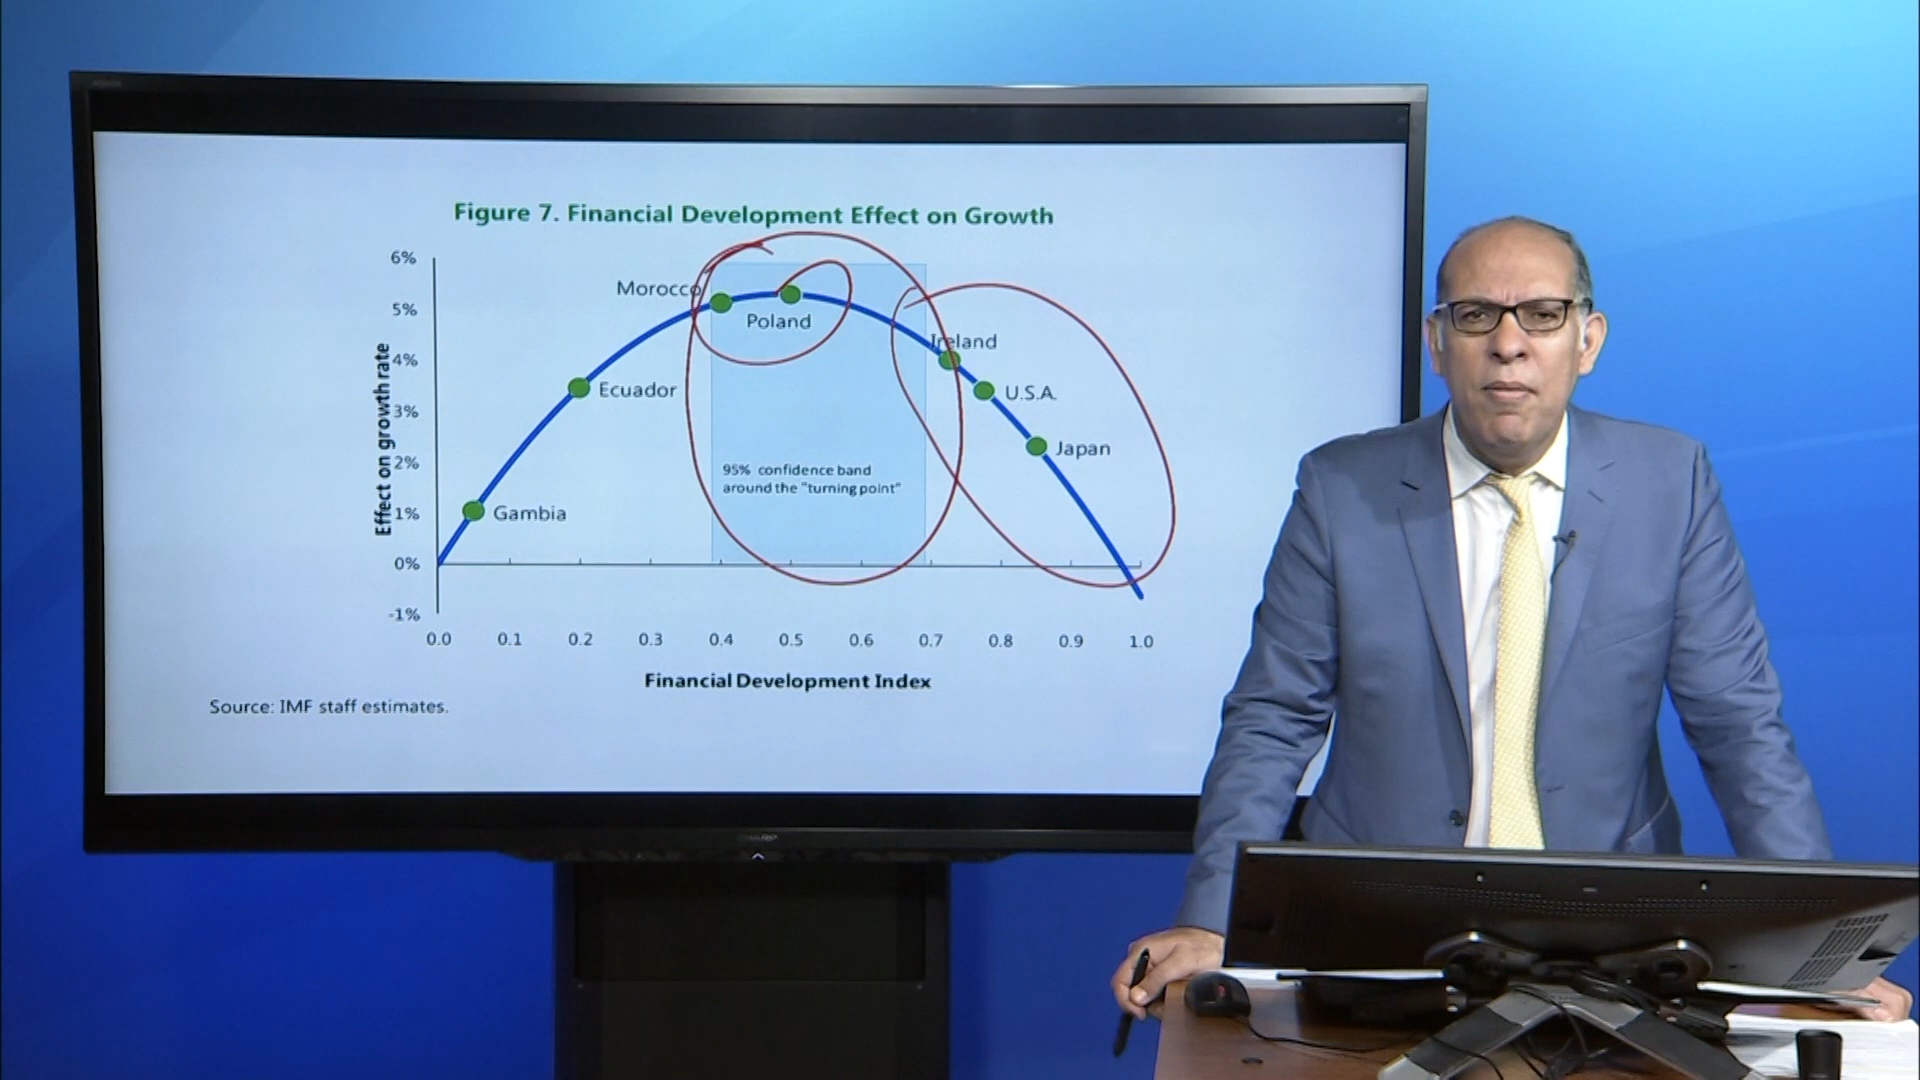 Figure 7. Financial Development Effect on Growth
6%
5%
4%
3%
2%
1%
0%
-1%
Effect on growth rate
Morocco
Poland
Ireland
Ecuador
U.S.A.
Japan
Gambia
95% confidence band
around the "turning point"
0.0 0.1 0.2 0.3 0.4 0.5 0.6 0.7 0.8 0.9 1.0
Financial Development Index
Source: IMF staff estimates.